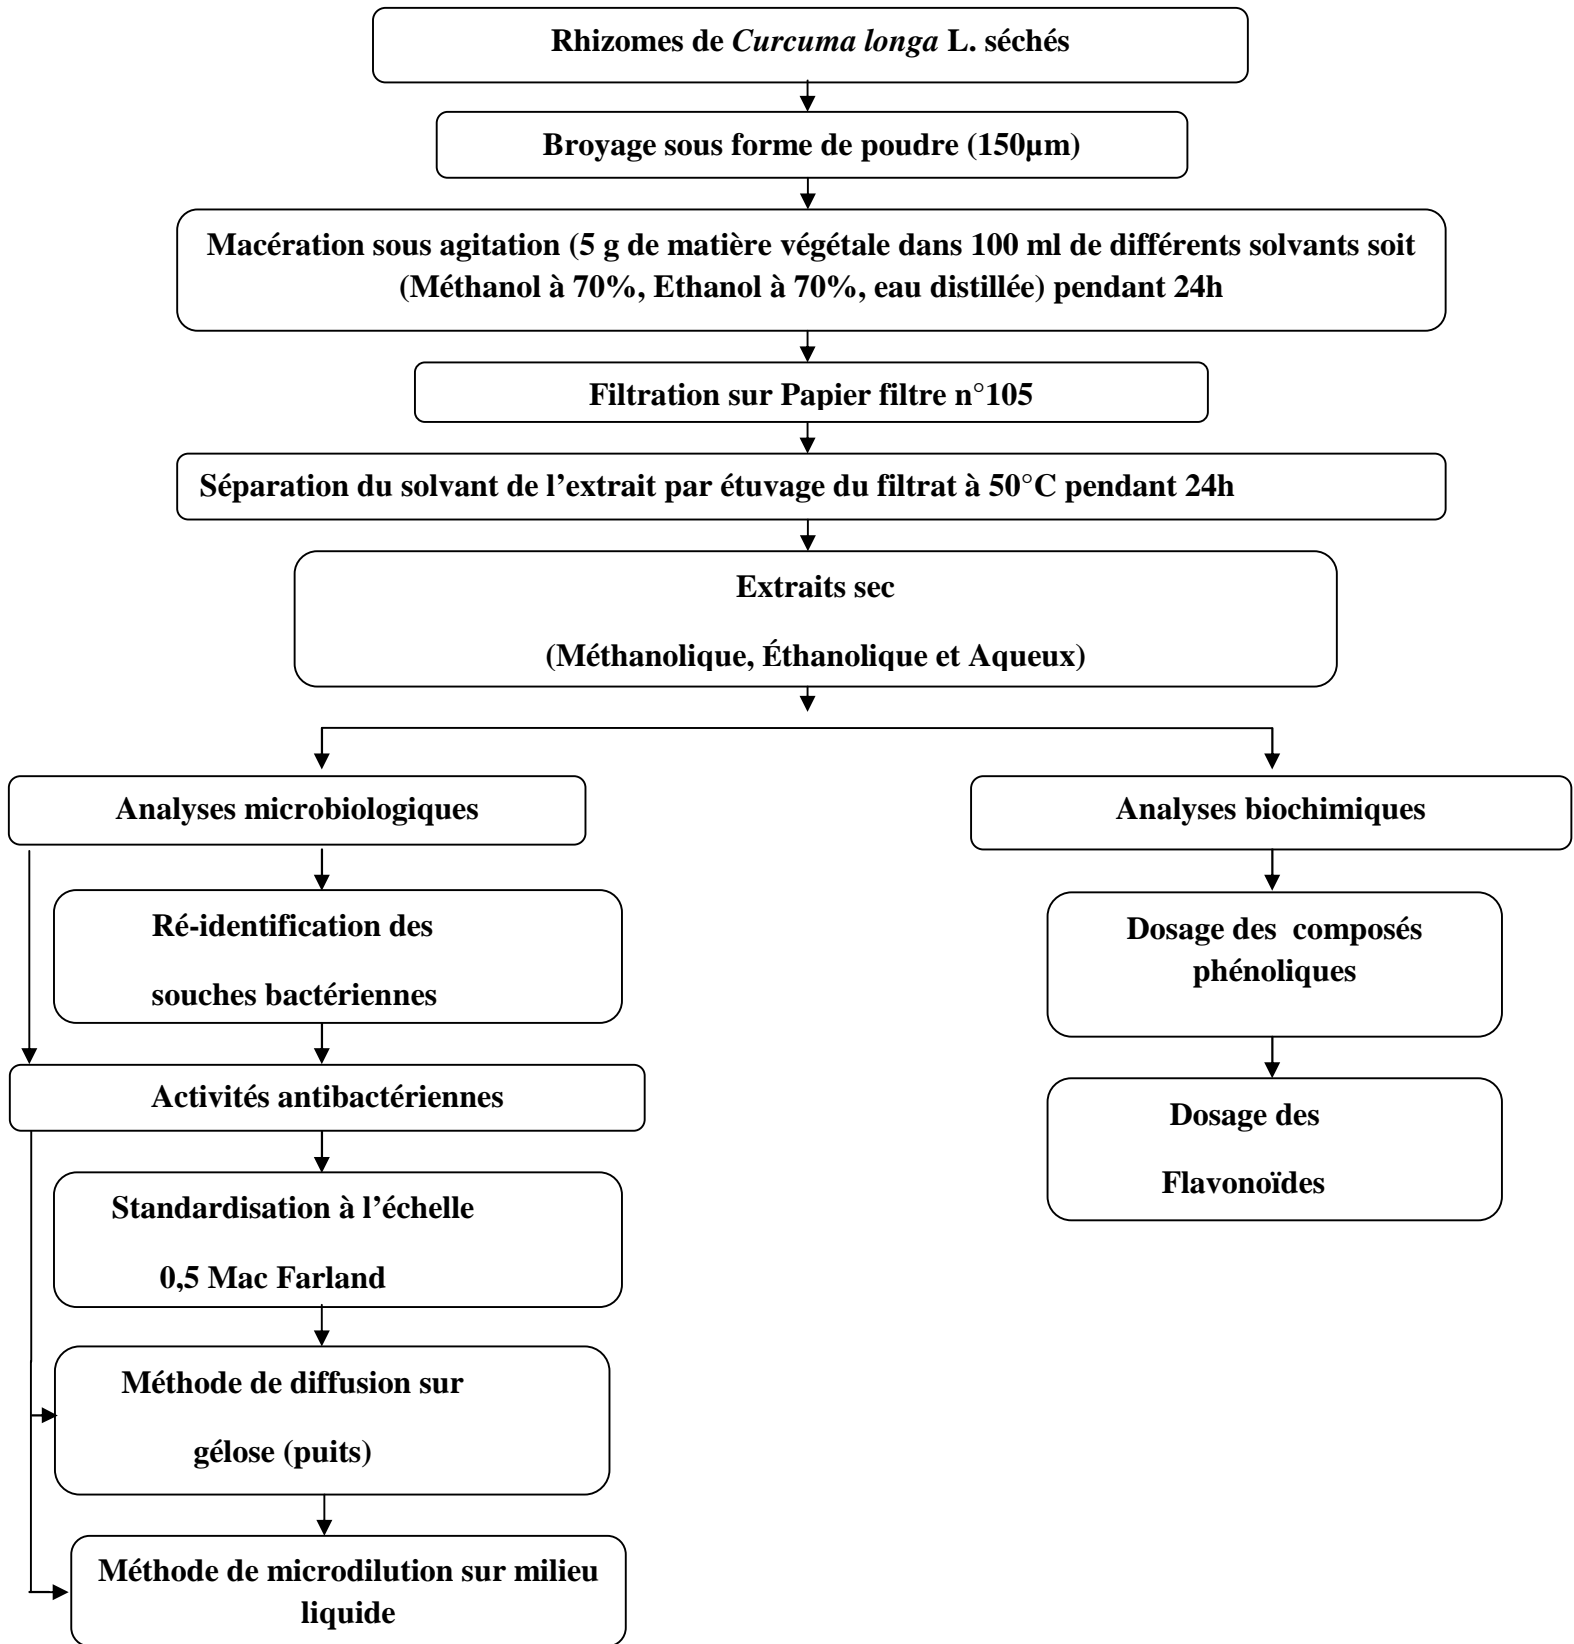 Rhizomes de Curcuma longa L. séchés
Broyage sous forme de poudre (150µm)
Macération sous agitation (5 g de matière végétale dans 100 ml de différents solvants soit
(Méthanol à 70%, Ethanol à 70%, eau distillée) pendant 24h
Filtration sur Papier filtre n°105
Séparation du solvant de l’extrait par étuvage du filtrat à 50°C pendant 24h
Extraits sec
(Méthanolique, Éthanolique et Aqueux)
Analyses microbiologiques
Ré-identification des
souches bactériennes
Activités antibactériennes
Standardisation à l’échelle
0,5 Mac Farland
Méthode de diffusion sur
gélose (puits)
Méthode de microdilution sur milieu
liquide
Analyses biochimiques
Dosage des composés
phénoliques
Dosage des
Flavonoïdes